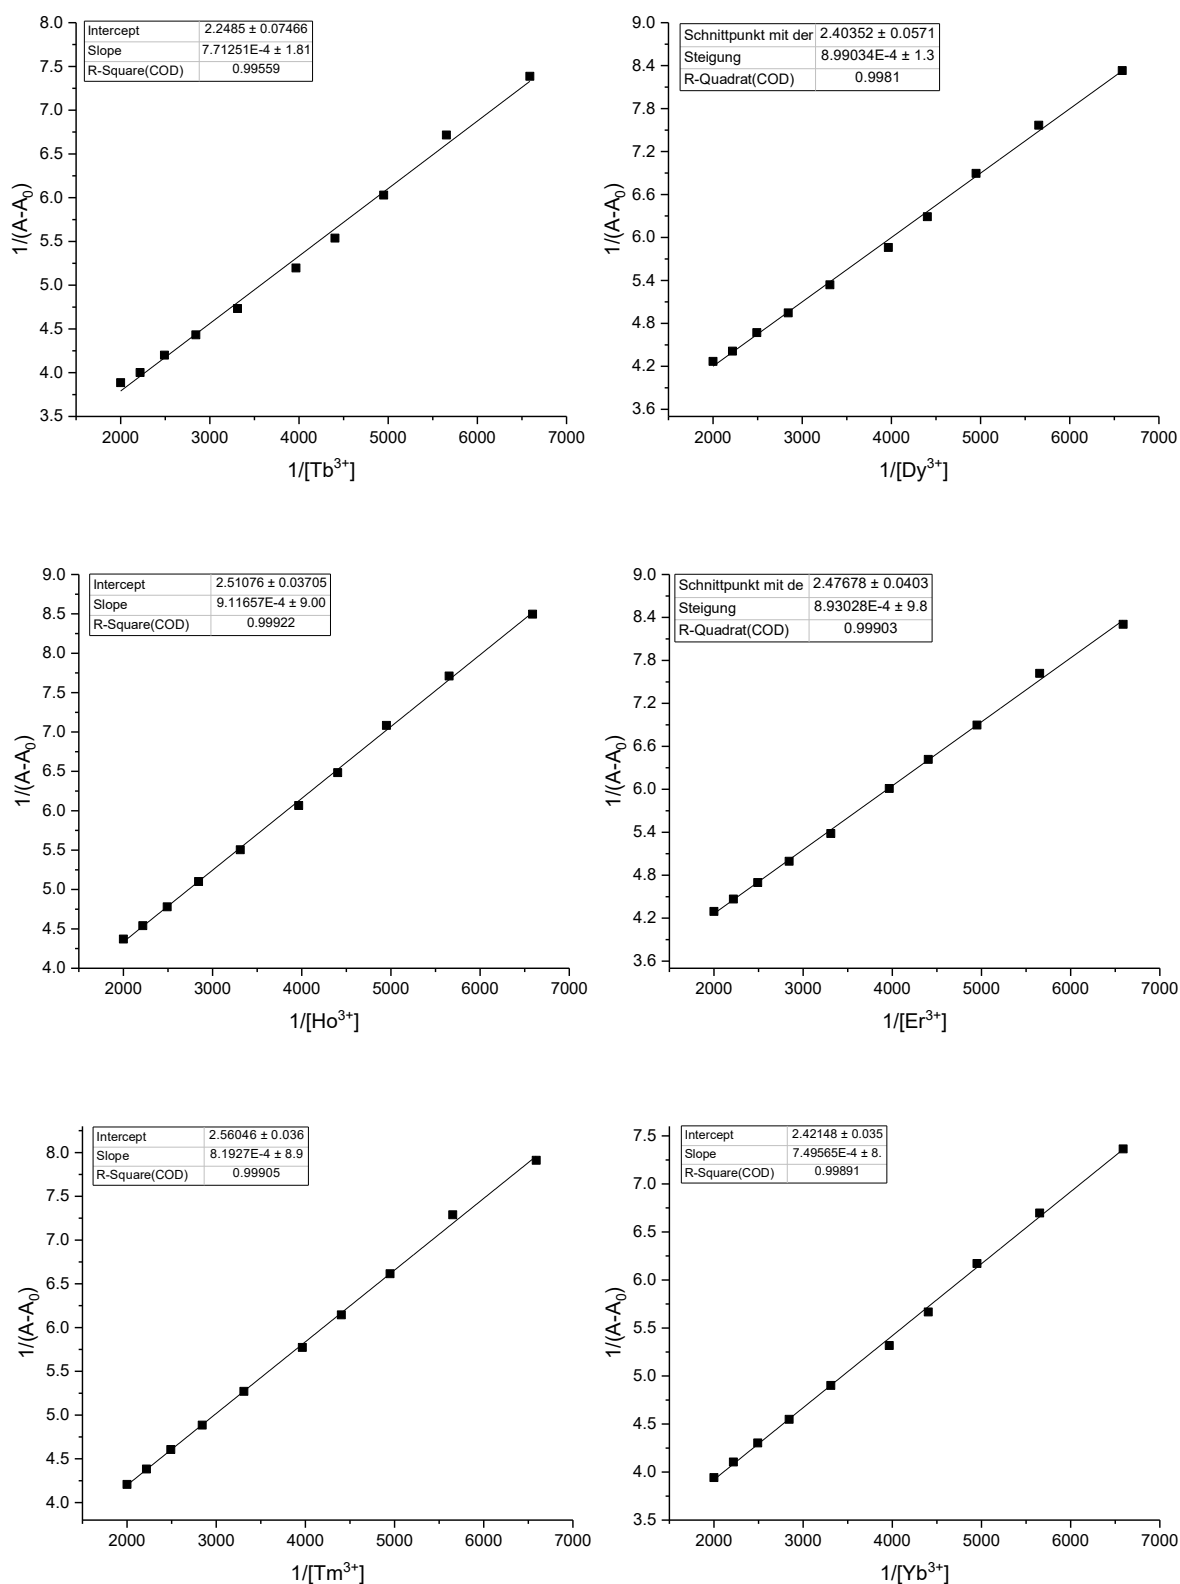 Intercept 2.2485 ± 0.07466
Slope 7.71251E-4 ± 1.81
R-Square(COD) 0.99559
8.0
7.5
7.0
6.5
6.0
5.5
5.0
4.5
4.0
3.5
1/(A-A₀)
2000 3000 4000 5000 6000 7000
1/[Tb³⁺]
Schnittpunkt mit der 2.40352 ± 0.0571
Steigung 8.99034E-4 ± 1.3
R-Quadrat(COD) 0.9981
9.0
8.4
7.8
7.2
6.6
6.0
5.4
4.8
4.2
3.6
1/(A-A₀)
2000 3000 4000 5000 6000 7000
1/[Dy³⁺]
Intercept 2.51076 ± 0.03705
Slope 9.11657E-4 ± 9.00
R-Square(COD) 0.99922
9.0
8.5
8.0
7.5
7.0
6.5
6.0
5.5
5.0
4.5
4.0
1/(A-A₀)
2000 3000 4000 5000 6000 7000
1/[Ho³⁺]
Schnittpunkt mit de 2.47678 ± 0.0403
Steigung 8.93028E-4 ± 9.8
R-Quadrat(COD) 0.99903
9.0
8.4
7.8
7.2
6.6
6.0
5.4
4.8
4.2
3.6
1/(A-A₀)
2000 3000 4000 5000 6000 7000
1/[Er³⁺]
Intercept 2.56046 ± 0.036
Slope 8.1927E-4 ± 8.9
R-Square(COD) 0.99905
8.0
7.5
7.0
6.5
6.0
5.5
5.0
4.5
4.0
1/(A-A₀)
2000 3000 4000 5000 6000 7000
1/[Tm³⁺]
Intercept 2.42148 ± 0.035
Slope 7.49565E-4 ± 8.
R-Square(COD) 0.99891
7.5
7.0
6.5
6.0
5.5
5.0
4.5
4.0
3.5
1/(A-A₀)
2000 3000 4000 5000 6000 7000
1/[Yb³⁺]